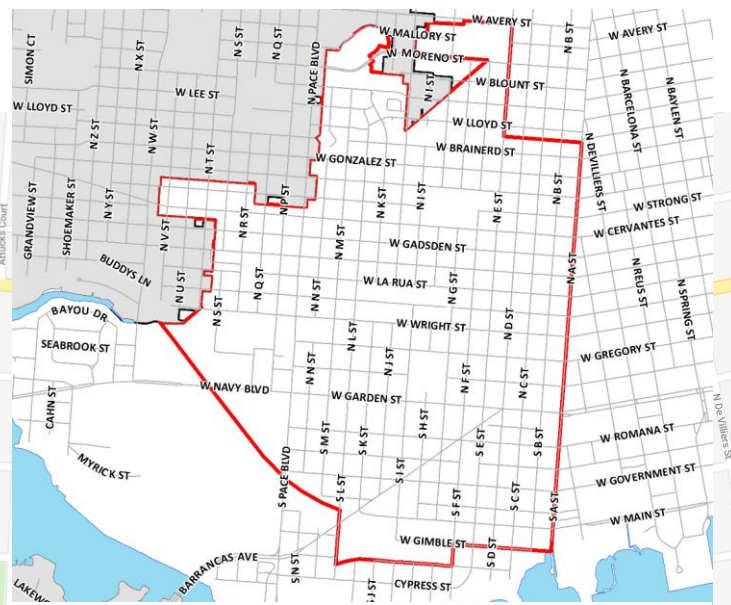 W AVERY ST
W MALLORY ST
W AVERY ST
N B ST
SIMON CT
N X ST
N S ST
N Q ST
N PACE BLVD
W MORENO ST
W BLOUNT ST
N I ST
N BARCELONA ST
N BAYLEN ST
W LEE ST
W LLOYD ST
N Z ST
N W ST
N T ST
W LLOYD ST
W BRAINERD ST
N DEVILLIERS ST
W GONZALEZ ST
GRANDVIEW ST
SHOEMAKER ST
N Y ST
N P ST
N K ST
N I ST
N E ST
N B ST
W STRONG ST
W CERVANTES ST
Attucks Court
N V ST
N R ST
N M ST
W GADSDEN ST
BUDDYS LN
N U ST
N S ST
N Q ST
N N ST
W LA RUA ST
N G ST
N A ST
N REUS ST
N SPRING ST
BAYOU DR
SEABROOK ST
N L ST
W WRIGHT ST
N D ST
N N ST
N J ST
N F ST
N C ST
W GREGORY ST
CAHN ST
W NAVY BLVD
W GARDEN ST
N De Villiers St
S M ST
S K ST
S H ST
S E ST
S B ST
W ROMANA ST
MYRICK ST
S PACE BLVD
S L ST
S I ST
S F ST
S C ST
S A ST
W GOVERNMENT ST
W MAIN ST
W GIMBLE ST
S D ST
BARRANCAS AVE
S N ST
S J ST
CYPRESS ST
LAKEW